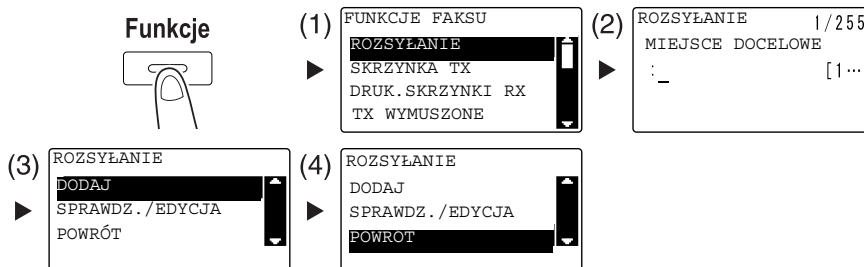 Funkcje
(1)
FUNKCJE FAKSU
ROZSYŁANIE
SKRZYNKA TX
DRUK.SKRZYNKI RX
TX WYMUSZONE
(2)
ROZSYŁANIE 1/255
MIEJSCE DOCELOWE
:_ [1…
(3)
ROZSYŁANIE
DODAJ
SPRAWDZ./EDYCJA
POWRÓT
(4)
ROZSYŁANIE
DODAJ
SPRAWDZ./EDYCJA
POWRÓT